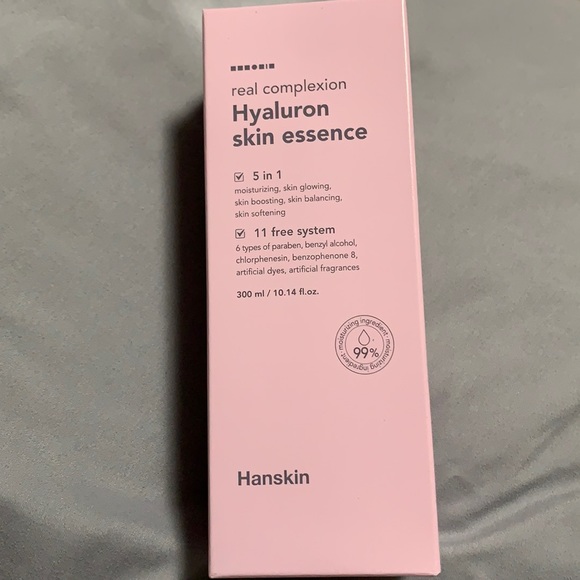 real complexion
Hyaluron
skin essence
5 in 1
moisturizing, skin glowing,
skin boosting, skin balancing,
skin softening
11 free system
6 types of paraben, benzyl alcohol,
chlorphenesin, benzophenone 8,
artificial dyes, artificial fragrances
300 ml / 10.14 fl.oz.
moisturizing ingredient · moisturizing ingredient ·
99%
Hanskin